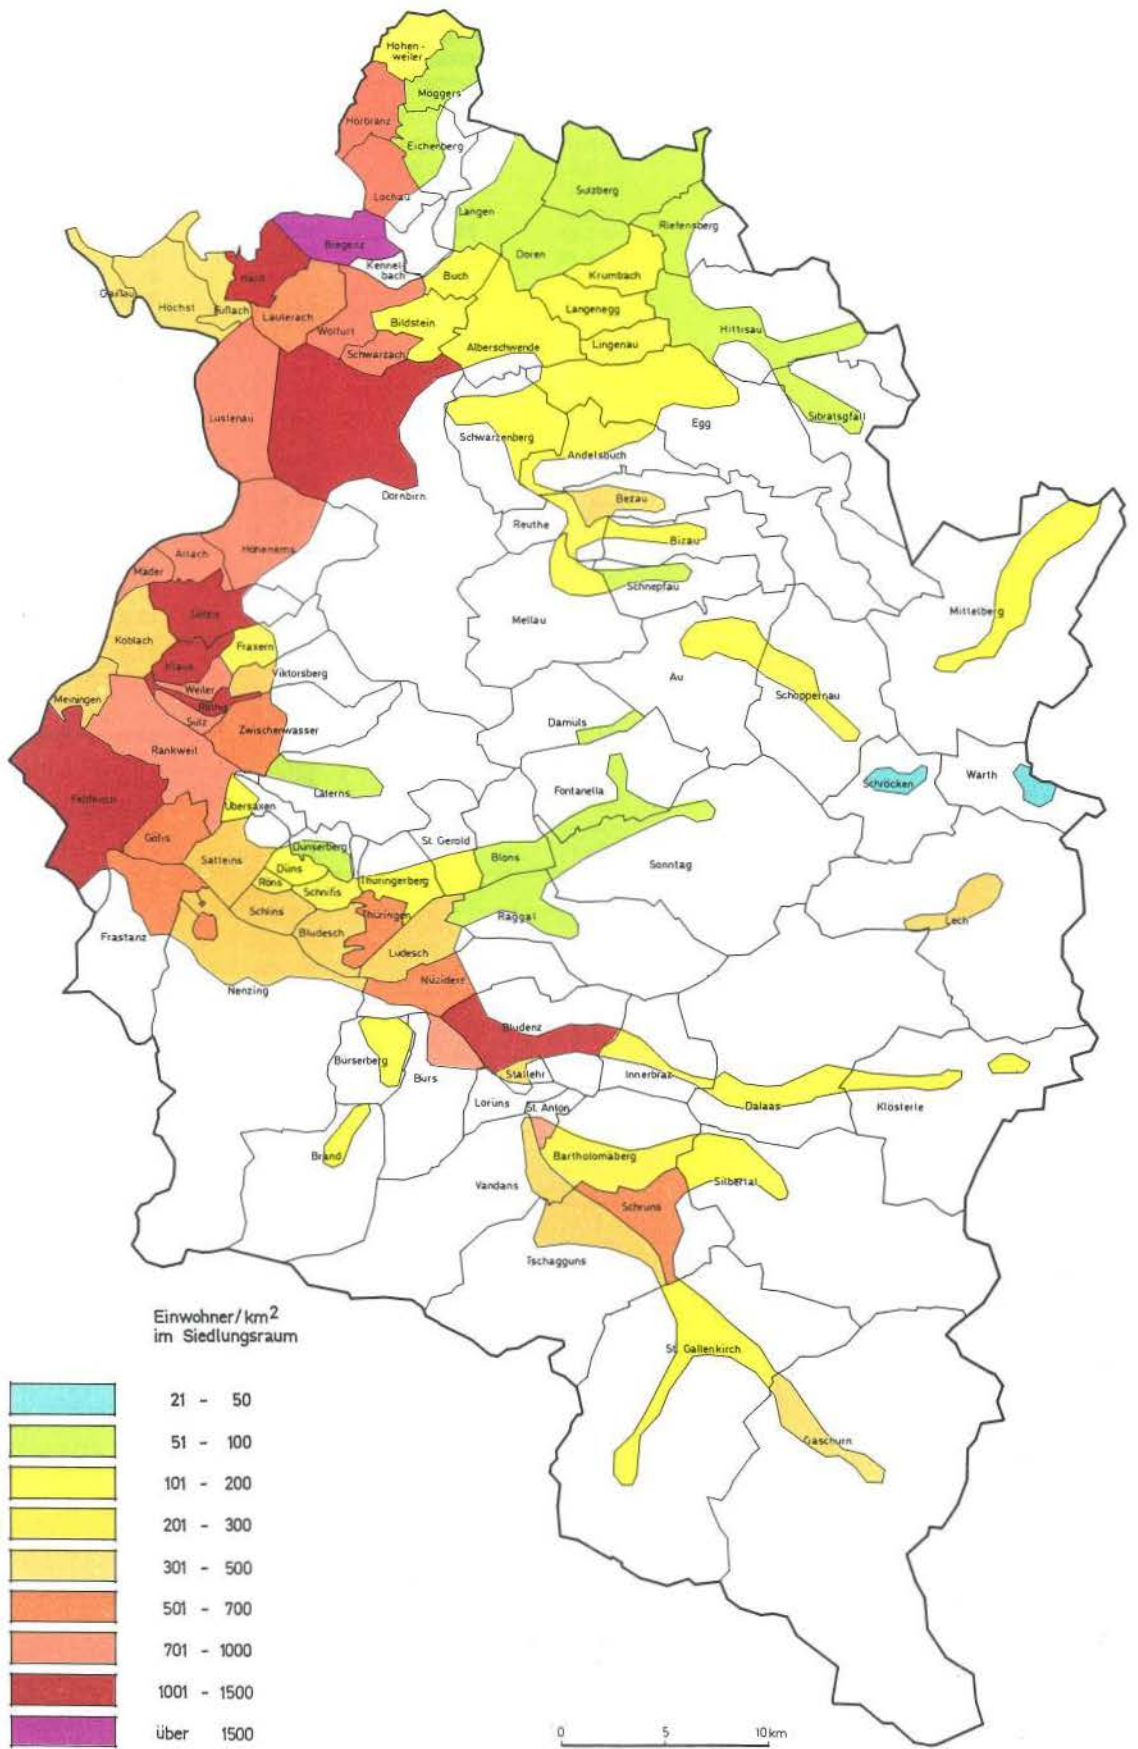 Hohen-
weiler
Möggers
Hörbranz
Eichenberg
Lochau
Langen
Sulzberg
Riefensberg
Bregenz
Doren
Kennel-
bach
Buch
Krumbach
Hard
Gaißau
Höchst
Fußach
Lauterach
Langenegg
Wolfurt
Bildstein
Hittisau
Alberschwende
Lingenau
Schwarzach
Lustenau
Sibratsgfäll
Egg
Schwarzenberg
Andelsbuch
Dornbirn
Bezau
Reuthe
Bizau
Hohenems
Altach
Mäder
Schnepfau
Mittelberg
Götzis
Mellau
Koblach
Fraxern
Klaus
Viktorsberg
Au
Weiler
Schoppernau
Meiningen
Röthis
Sulz
Damüls
Zwischenwasser
Rankweil
Warth
Schröcken
Fontanella
Laterns
Feldkirch
Übersaxen
Göfis
St. Gerold
Dünserberg
Satteins
Blons
Sonntag
Düns
Röns
Thüringerberg
Schnifis
Schlins
Thüringen
Raggal
Lech
Bludesch
Frastanz
Ludesch
Nüziders
Nenzing
Bludenz
Bürserberg
Bürs
Stallehr
Innerbraz
Lorüns
St. Anton
Dalaas
Klösterle
Brand
Bartholomäberg
Vandans
Silbertal
Schruns
Tschagguns
Einwohner/km²
im Siedlungsraum
St. Gallenkirch
21 - 50
51 - 100
Gaschurn
101 - 200
201 - 300
301 - 500
501 - 700
701 - 1000
1001 - 1500
über 1500
0 5 10 km